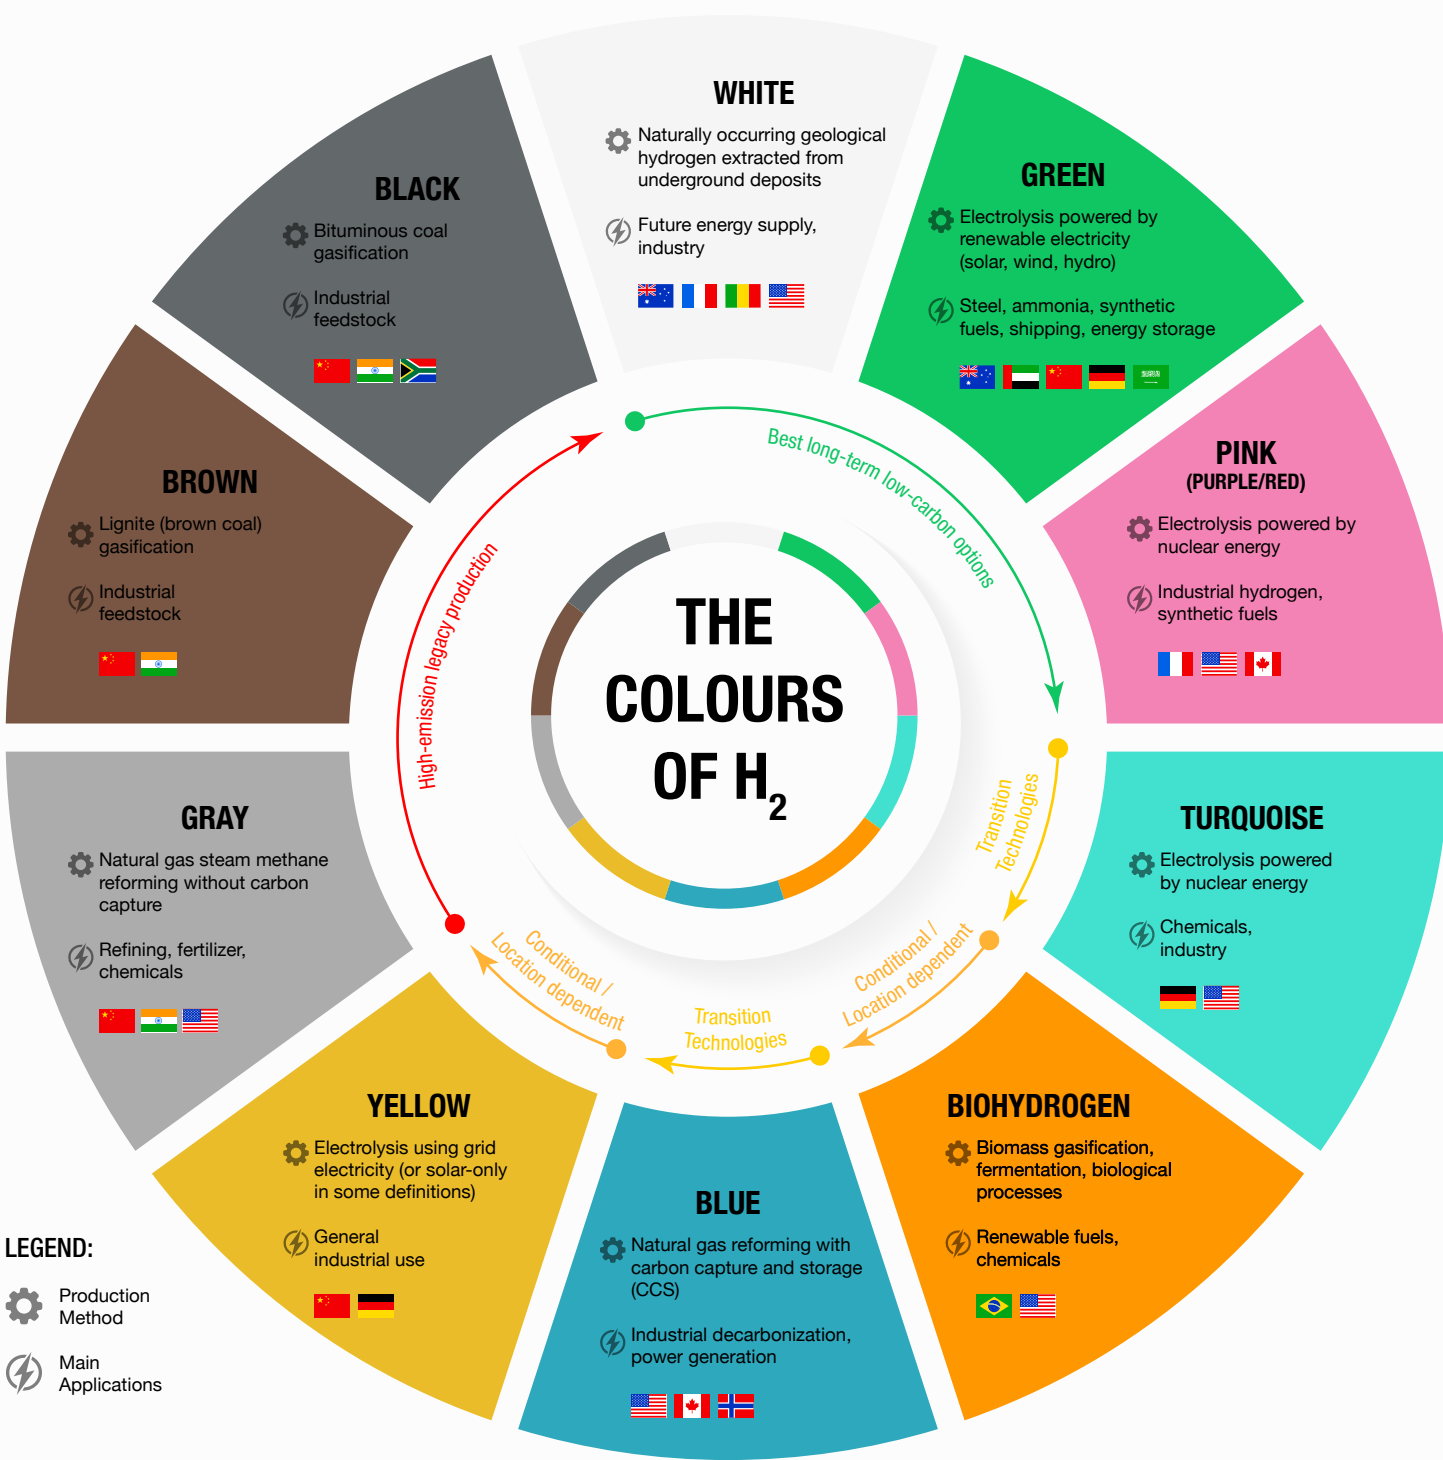 WHITE
Naturally occurring geological
hydrogen extracted from
underground deposits
Future energy supply,
industry
GREEN
Electrolysis powered by
renewable electricity
(solar, wind, hydro)
Steel, ammonia, synthetic
fuels, shipping, energy storage
PINK
(PURPLE/RED)
Electrolysis powered by
nuclear energy
Industrial hydrogen,
synthetic fuels
TURQUOISE
Electrolysis powered
by nuclear energy
Chemicals,
industry
BIOHYDROGEN
Biomass gasification,
fermentation, biological
processes
Renewable fuels,
chemicals
BLUE
Natural gas reforming with
carbon capture and storage
(CCS)
Industrial decarbonization,
power generation
YELLOW
Electrolysis using grid
electricity (or solar-only
in some definitions)
General
industrial use
GRAY
Natural gas steam methane
reforming without carbon
capture
Refining, fertilizer,
chemicals
BROWN
Lignite (brown coal)
gasification
Industrial
feedstock
BLACK
Bituminous coal
gasification
Industrial
feedstock
Best long-term low-carbon options
Transition
Technologies
Conditional /
Location dependent
Transition
Technologies
Conditional /
Location dependent
High-emission legacy production
THE
COLOURS
OF H₂
LEGEND:
Production
Method
Main
Applications